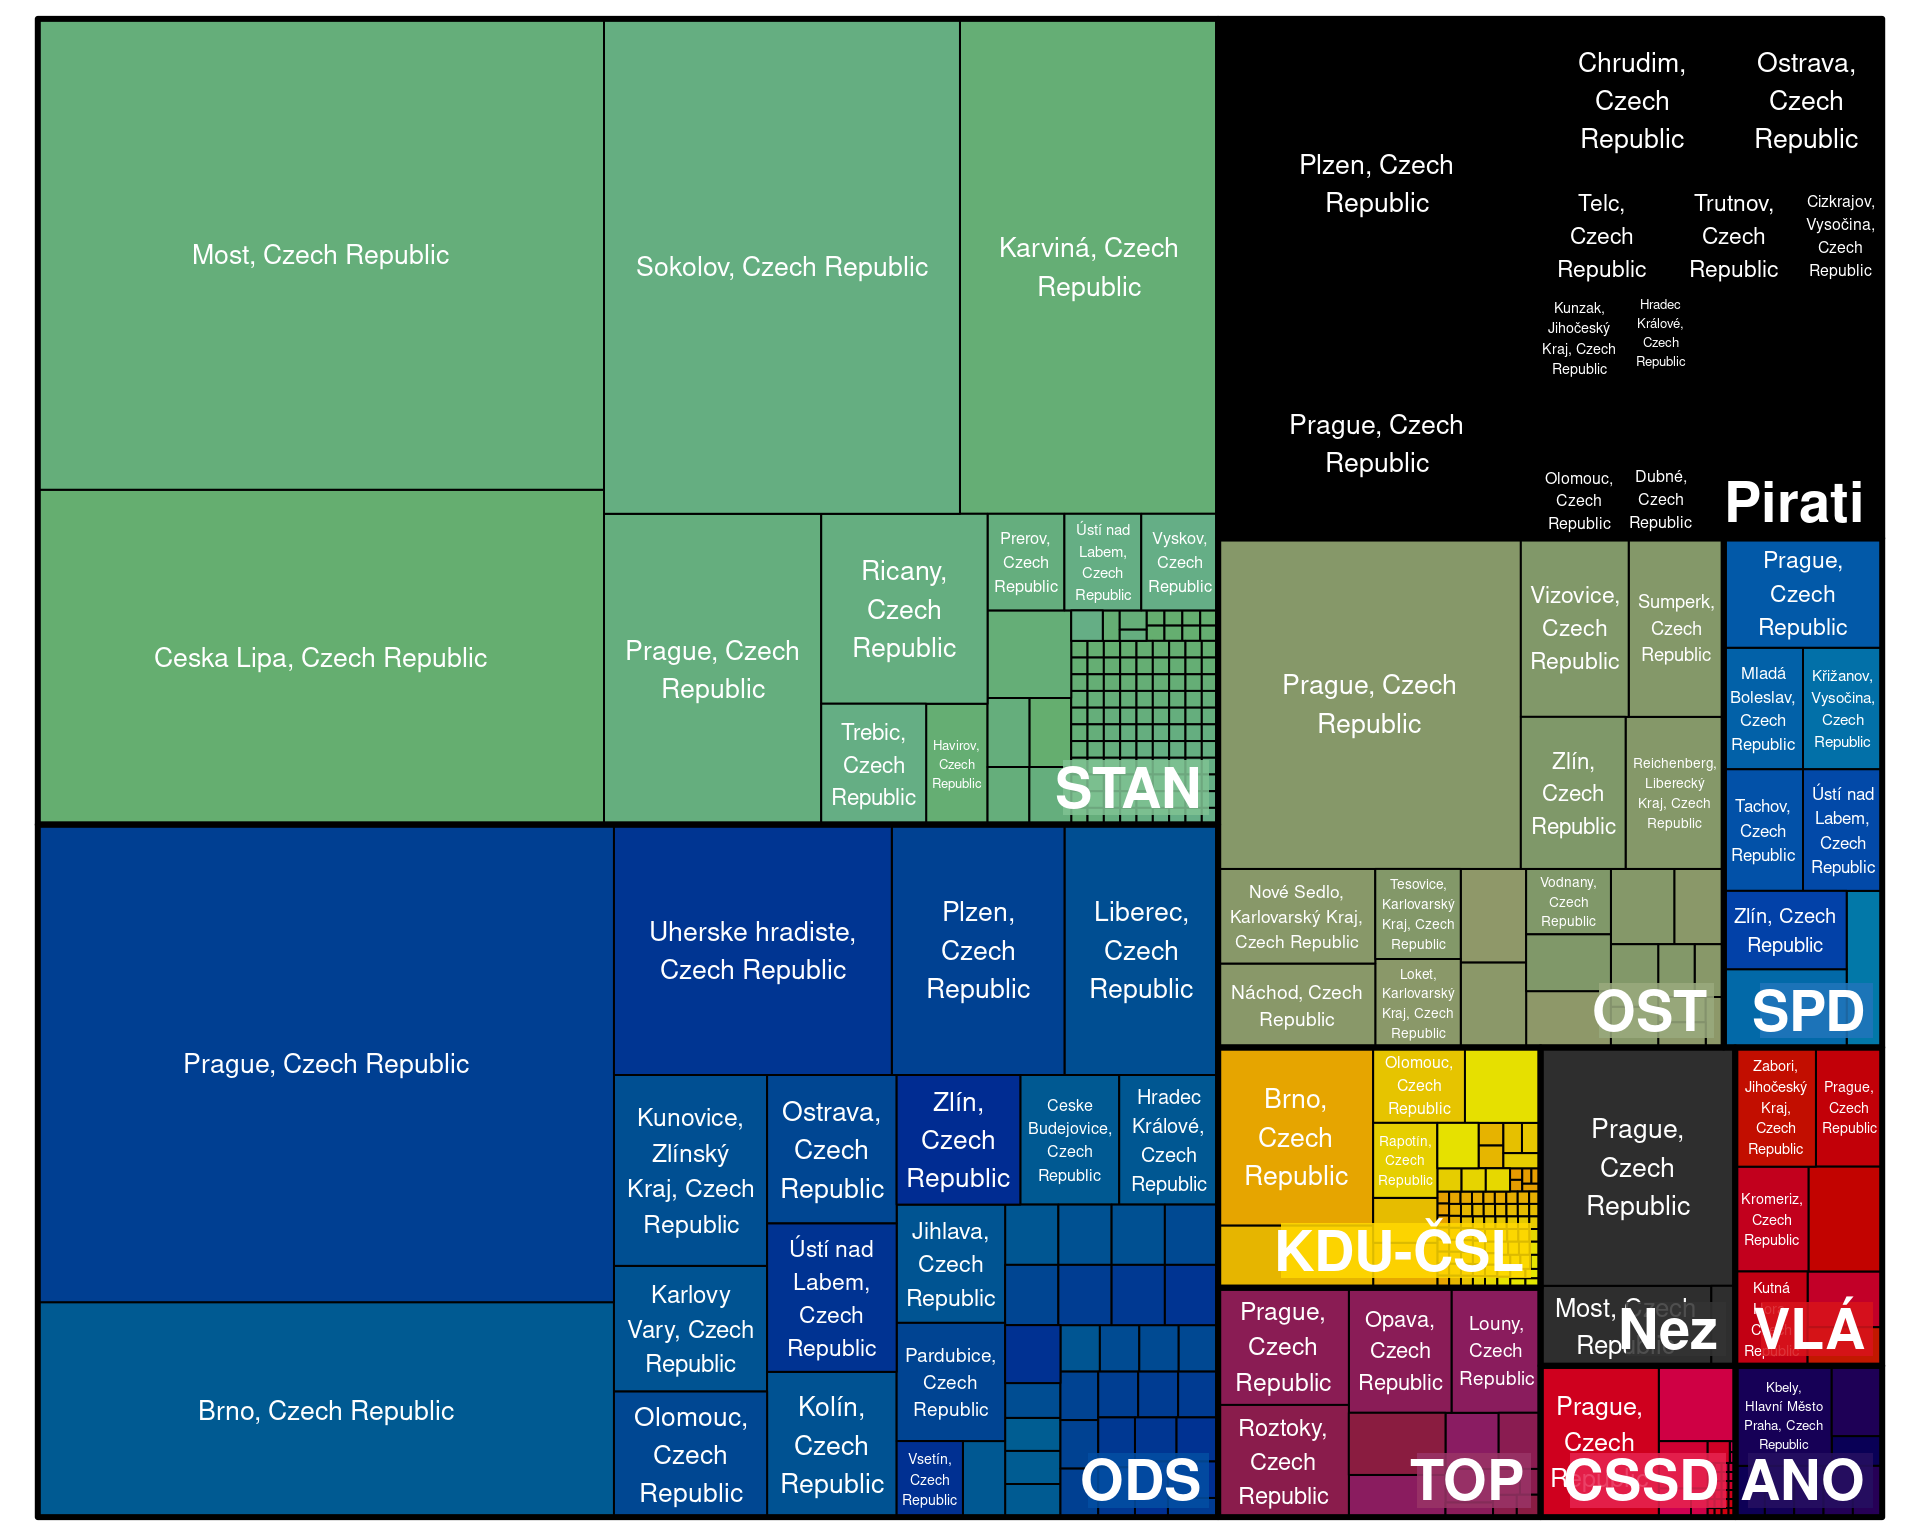 Most, Czech Republic
Ceska Lipa, Czech Republic
Sokolov, Czech Republic
Karviná, Czech
Republic
Prague, Czech
Republic
Ricany,
Czech
Republic
Trebic,
Czech
Republic
Havirov,
Czech
Republic
Prerov,
Czech
Republic
Ústí nad
Labem,
Czech
Republic
Vyskov,
Czech
Republic
STAN
Prague, Czech Republic
Brno, Czech Republic
Uherske hradiste,
Czech Republic
Plzen,
Czech
Republic
Liberec,
Czech
Republic
Kunovice,
Zlínský
Kraj, Czech
Republic
Karlovy
Vary, Czech
Republic
Olomouc,
Czech
Republic
Ostrava,
Czech
Republic
Ústí nad
Labem,
Czech
Republic
Kolín,
Czech
Republic
Zlín,
Czech
Republic
Ceske
Budejovice,
Czech
Republic
Hradec
Králové,
Czech
Republic
Jihlava,
Czech
Republic
Pardubice,
Czech
Republic
Vsetín,
Czech
Republic
ODS
Plzen, Czech
Republic
Prague, Czech
Republic
Chrudim,
Czech
Republic
Ostrava,
Czech
Republic
Telc,
Czech
Republic
Trutnov,
Czech
Republic
Cizkrajov,
Vysočina,
Czech
Republic
Kunzak,
Jihočeský
Kraj, Czech
Republic
Hradec
Králové,
Czech
Republic
Olomouc,
Czech
Republic
Dubné,
Czech
Republic
Pirati
Prague, Czech
Republic
Vizovice,
Czech
Republic
Sumperk,
Czech
Republic
Zlín,
Czech
Republic
Reichenberg,
Liberecký
Kraj, Czech
Republic
Nové Sedlo,
Karlovarský Kraj,
Czech Republic
Náchod, Czech
Republic
Tesovice,
Karlovarský
Kraj, Czech
Republic
Loket,
Karlovarský
Kraj, Czech
Republic
Vodnany,
Czech
Republic
OST
Prague,
Czech
Republic
Mladá
Boleslav,
Czech
Republic
Křižanov,
Vysočina,
Czech
Republic
Tachov,
Czech
Republic
Ústí nad
Labem,
Czech
Republic
Zlín, Czech
Republic
SPD
Brno,
Czech
Republic
Olomouc,
Czech
Republic
Rapotín,
Czech
Republic
KDU-ČSL
Prague,
Czech
Republic
Roztoky,
Czech
Republic
Opava,
Czech
Republic
Louny,
Czech
Republic
TOP
Prague,
Czech
Republic
Most, Czech
Republic
Nez
Zabori,
Jihočeský
Kraj,
Czech
Republic
Prague,
Czech
Republic
Kromeriz,
Czech
Republic
Kutná
Hora,
Czech
Republic
VLÁ
Prague,
Czech
Republic
CSSD
Kbely,
Hlavní Město
Praha, Czech
Republic
ANO